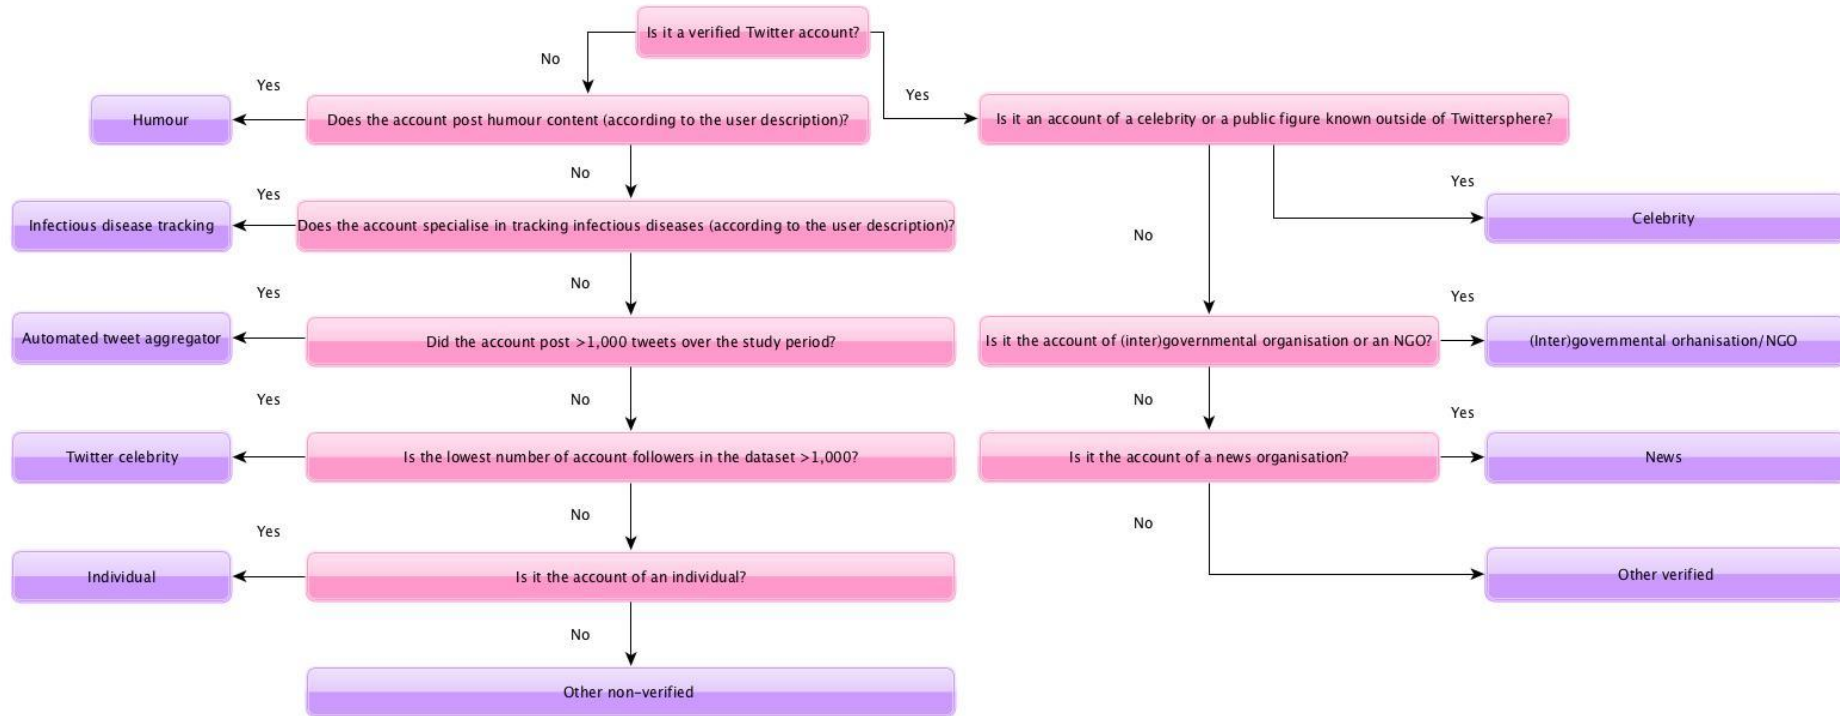 Is it a verified Twitter account?
No
Yes
Yes
Humour
Does the account post humour content (according to the user description)?
Is it an account of a celebrity or a public figure known outside of Twittersphere?
No
Yes
Yes
Celebrity
No
Infectious disease tracking
Does the account specialise in tracking infectious diseases (according to the user description)?
No
Yes
Yes
Automated tweet aggregator
Did the account post >1,000 tweets over the study period?
Is it the account of (inter)governmental organisation or an NGO?
(Inter)governmental orhanisation/NGO
No
Yes
No
Yes
Twitter celebrity
Is the lowest number of account followers in the dataset >1,000?
Is it the account of a news organisation?
News
No
Yes
No
Individual
Is it the account of an individual?
Other verified
No
Other non-verified